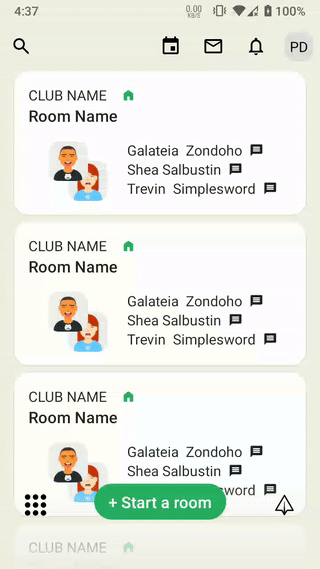 4:37
0.00
KB/S
100%
PD
CLUB NAME
Room Name
Galateia Zondoho
Shea Salbustin
Trevin Simplesword
CLUB NAME
Room Name
Galateia Zondoho
Shea Salbustin
Trevin Simplesword
CLUB NAME
Room Name
Galateia Zondoho
Shea Salbustin
sword
+ Start a room
CLUB NAME